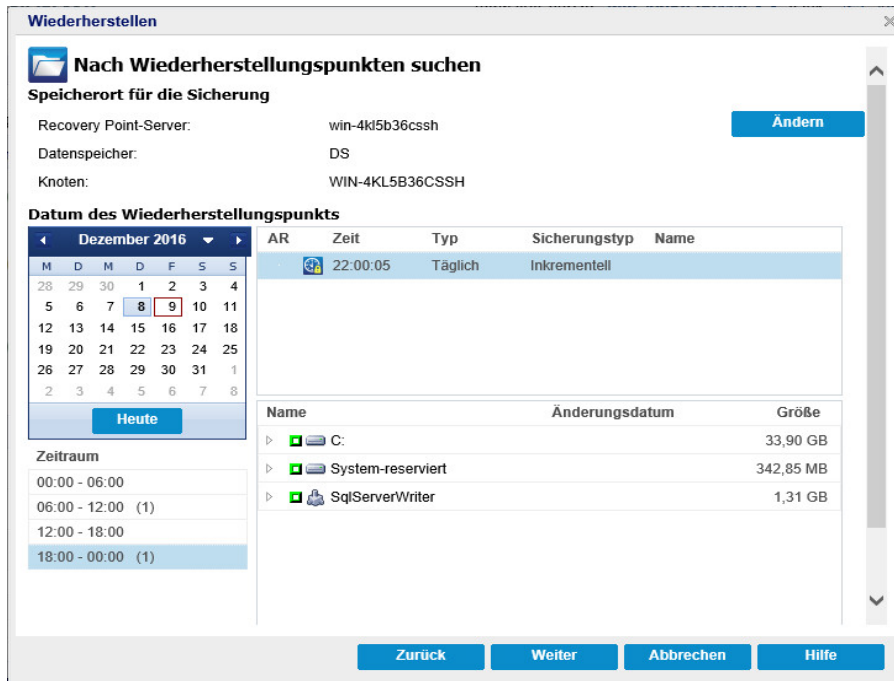 Wiederherstellen
Nach Wiederherstellungspunkten suchen
Speicherort für die Sicherung
Recovery Point-Server: win-4kl5b36cssh Ändern
Datenspeicher: DS
Knoten: WIN-4KL5B36CSSH
Datum des Wiederherstellungspunkts
Dezember 2016
M D M D F S S
28 29 30 1 2 3 4
5 6 7 8 9 10 11
12 13 14 15 16 17 18
19 20 21 22 23 24 25
26 27 28 29 30 31 1
2 3 4 5 6 7 8
Heute
Zeitraum
00:00 - 06:00
06:00 - 12:00 (1)
12:00 - 18:00
18:00 - 00:00 (1)
AR Zeit Typ Sicherungstyp Name
22:00:05 Täglich Inkrementell
Name Änderungsdatum Größe
C: 33,90 GB
System-reserviert 342,85 MB
SqlServerWriter 1,31 GB
Zurück Weiter Abbrechen Hilfe